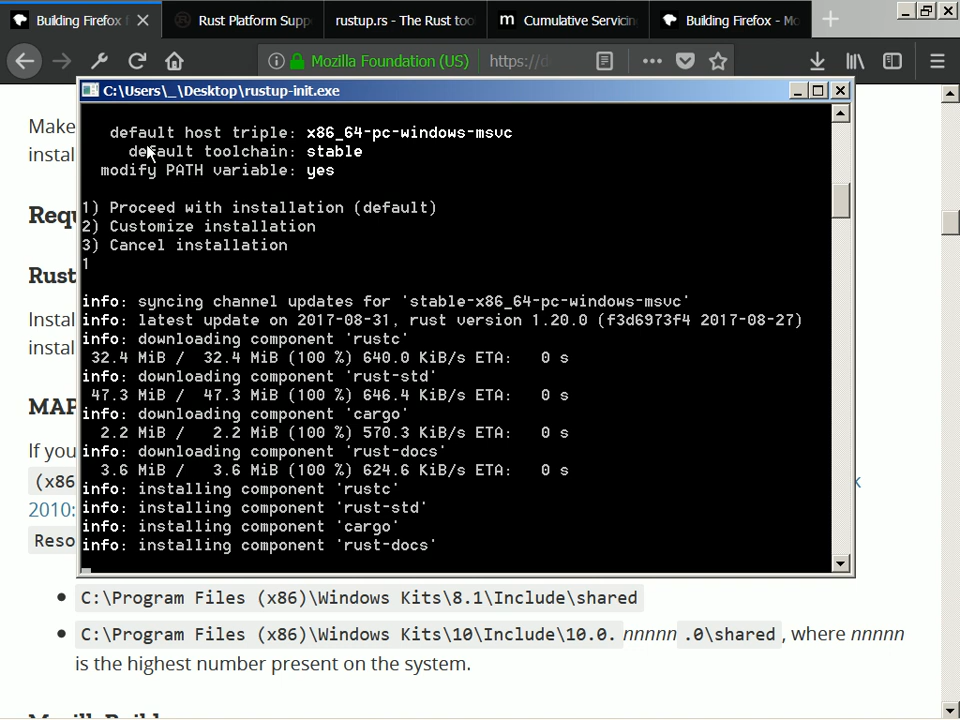 Building Firefox f
Rust Platform Supp
rustup.rs - The Rust too
m Cumulative Servicin
Building Firefox - Mo
Mozilla Foundation (US)
https://d
C:\Users\_\Desktop\rustup-init.exe
Make
instal
default host triple: x86_64-pc-windows-msvc
default toolchain: stable
modify PATH variable: yes
1) Proceed with installation (default)
2) Customize installation
3) Cancel installation
1
Requ
Rust
Instal
instal
info: syncing channel updates for 'stable-x86_64-pc-windows-msvc'
info: latest update on 2017-08-31, rust version 1.20.0 (f3d6973f4 2017-08-27)
info: downloading component 'rustc'
32.4 MiB / 32.4 MiB (100 %) 640.0 KiB/s ETA: 0 s
info: downloading component 'rust-std'
47.3 MiB / 47.3 MiB (100 %) 646.4 KiB/s ETA: 0 s
info: downloading component 'cargo'
2.2 MiB / 2.2 MiB (100 %) 570.3 KiB/s ETA: 0 s
info: downloading component 'rust-docs'
3.6 MiB / 3.6 MiB (100 %) 624.6 KiB/s ETA: 0 s
info: installing component 'rustc'
info: installing component 'rust-std'
info: installing component 'cargo'
info: installing component 'rust-docs'
MAP
If you
(x86
k
2010:
Reso
C:\Program Files (x86)\Windows Kits\8.1\Include\shared
C:\Program Files (x86)\Windows Kits\10\Include\10.0. nnnnn .0\shared , where nnnnn
is the highest number present on the system.